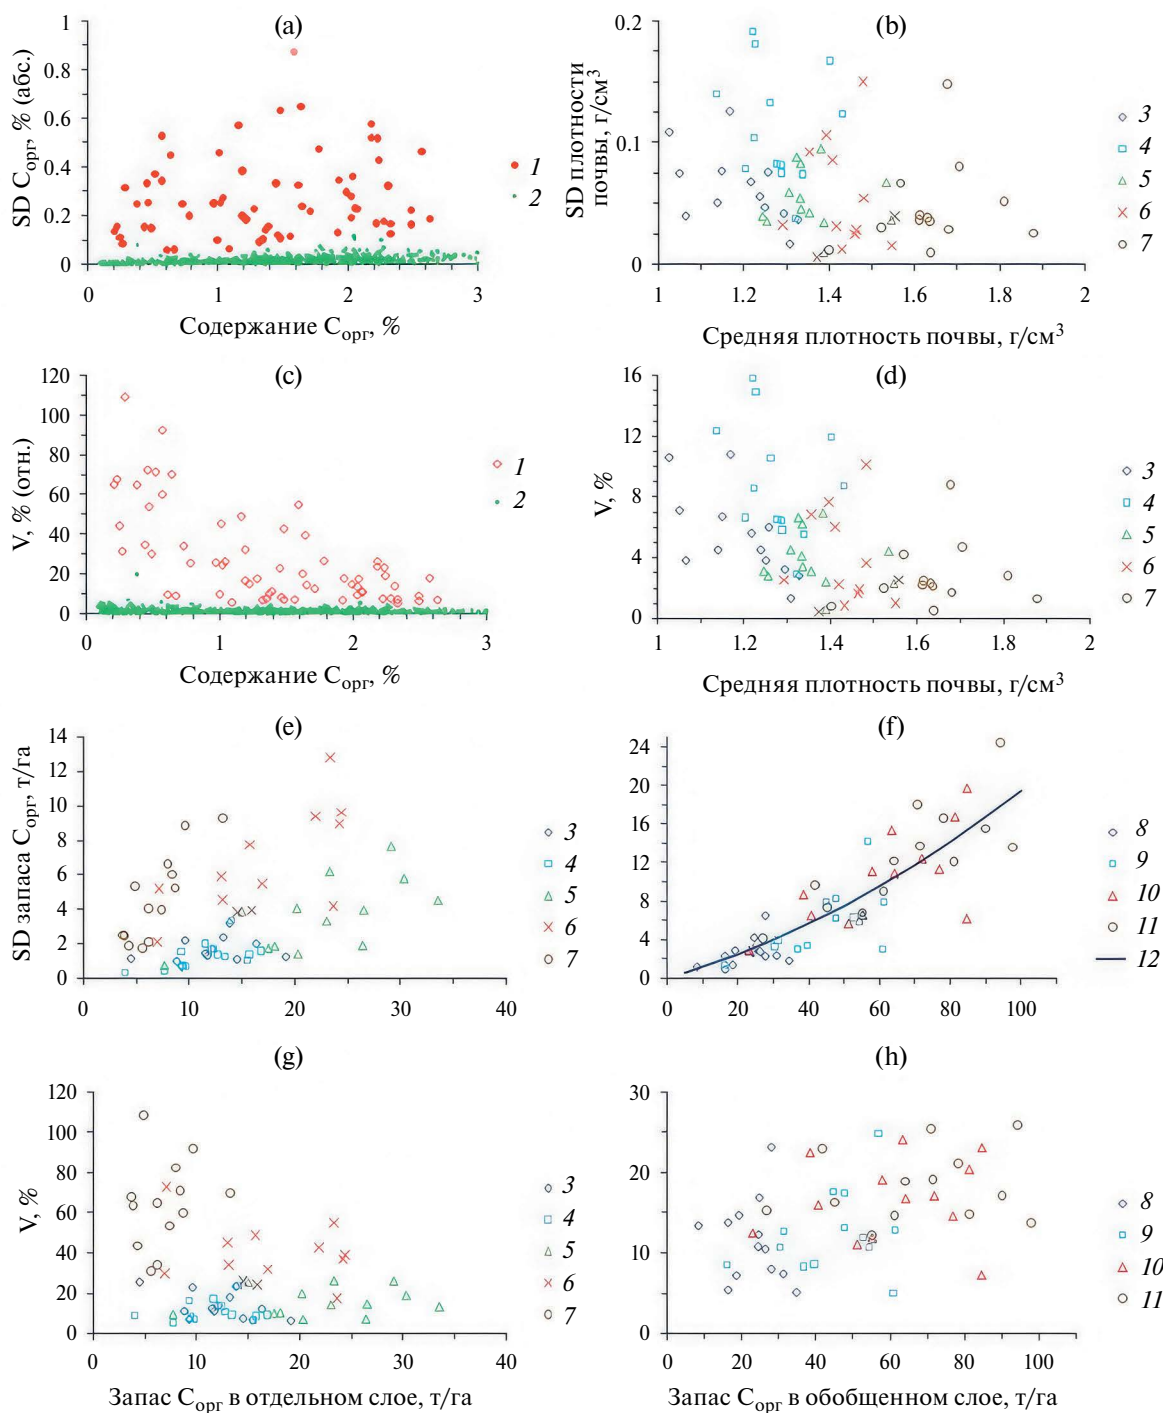 (a)
SD Cорг, % (абс.)
1
0.8
0.6
0.4
0.2
0
0 1 2 3
Содержание Cорг, %
1
2
(b)
SD плотности
почвы, г/см3
0.2
0.1
0
1 1.2 1.4 1.6 1.8 2
Средняя плотность почвы, г/см3
3
4
5
6
7
(c)
V, % (отн.)
120
100
80
60
40
20
0
0 1 2 3
Содержание Cорг, %
1
2
(d)
V, %
16
12
8
4
0
1 1.2 1.4 1.6 1.8 2
Средняя плотность почвы, г/см3
3
4
5
6
7
(e)
SD запаса Cорг, т/га
14
12
10
8
6
4
2
0
0 10 20 30 40
3
4
5
6
7
(f)
24
20
16
12
8
4
0
0 20 40 60 80 100
8
9
10
11
12
(g)
V, %
120
100
80
60
40
20
0
0 10 20 30 40
Запас Cорг в отдельном слое, т/га
3
4
5
6
7
(h)
30
20
10
0
0 20 40 60 80 100
Запас Cорг в обобщенном слое, т/га
8
9
10
11